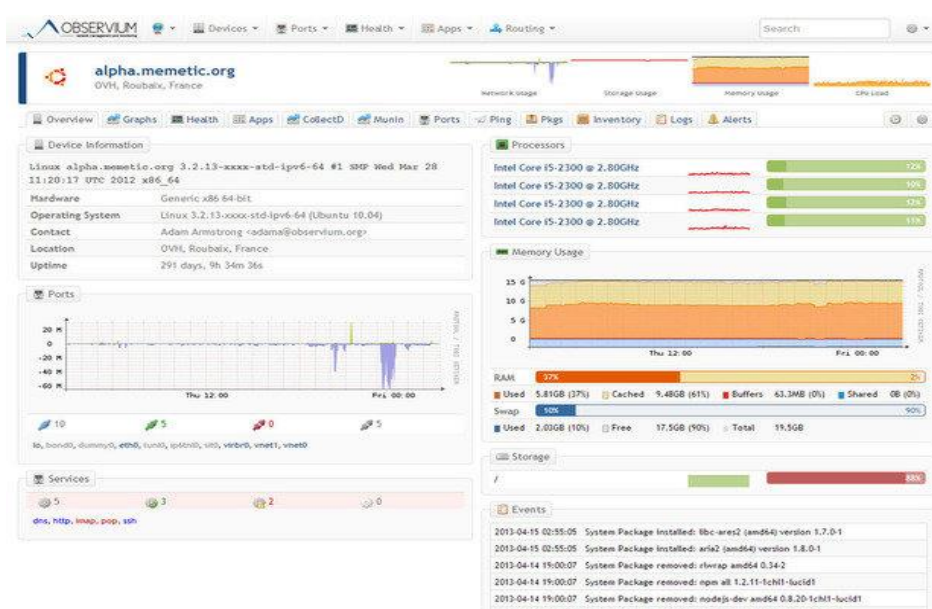 OBSERVIUM
Devices Ports Health Apps Routing Search
alpha.memetic.org
OVH, Roubaix, France
Network Usage Storage Usage Memory Usage CPU Load
Overview Graphs Health Apps CollectD Munin Ports Ping Pkgs Inventory Logs Alerts
Device Information
Linux alpha.memetic.org 3.2.13-xxxx-std-ipv6-64 #1 SMP Wed Mar 28
11:20:17 UTC 2012 x86_64
Hardware Generic x86 64-bit
Operating System Linux 3.2.13-xxxx-std-ipv6-64 (Ubuntu 10.04)
Contact Adam Armstrong <adama@observium.org>
Location OVH, Roubaix, France
Uptime 291 days, 9h 34m 36s
Ports
20 M
0
-20 M
-40 M
-60 M
Thu 12:00 Fri 00:00
10 5 0 5
lo, bond0, dummy0, eth0, tunl0, ip6tnl0, sit0, virbr0, vnet1, vnet0
Services
5 3 2 0
dns, http, imap, pop, ssh
Processors
Intel Core i5-2300 @ 2.80GHz 12%
Intel Core i5-2300 @ 2.80GHz 10%
Intel Core i5-2300 @ 2.80GHz 12%
Intel Core i5-2300 @ 2.80GHz 11%
Memory Usage
15 G
10 G
5 G
0
Thu 12:00 Fri 00:00
RAM 37% 2%
Used 5.81GB (37%) Cached 9.48GB (61%) Buffers 63.3MB (0%) Shared 0B (0%)
Swap 10% 90%
Used 2.03GB (10%) Free 17.5GB (90%) Total 19.5GB
Storage
/ 88%
Events
2013-04-15 02:55:05 System Package installed: libc-ares2 (amd64) version 1.7.0-1
2013-04-15 02:55:05 System Package installed: aria2 (amd64) version 1.8.0-1
2013-04-14 19:00:07 System Package removed: rlwrap amd64 0.34-2
2013-04-14 19:00:07 System Package removed: npm all 1.2.11-1chl1~lucid1
2013-04-14 19:00:07 System Package removed: nodejs-dev amd64 0.8.20-1chl1~lucid1